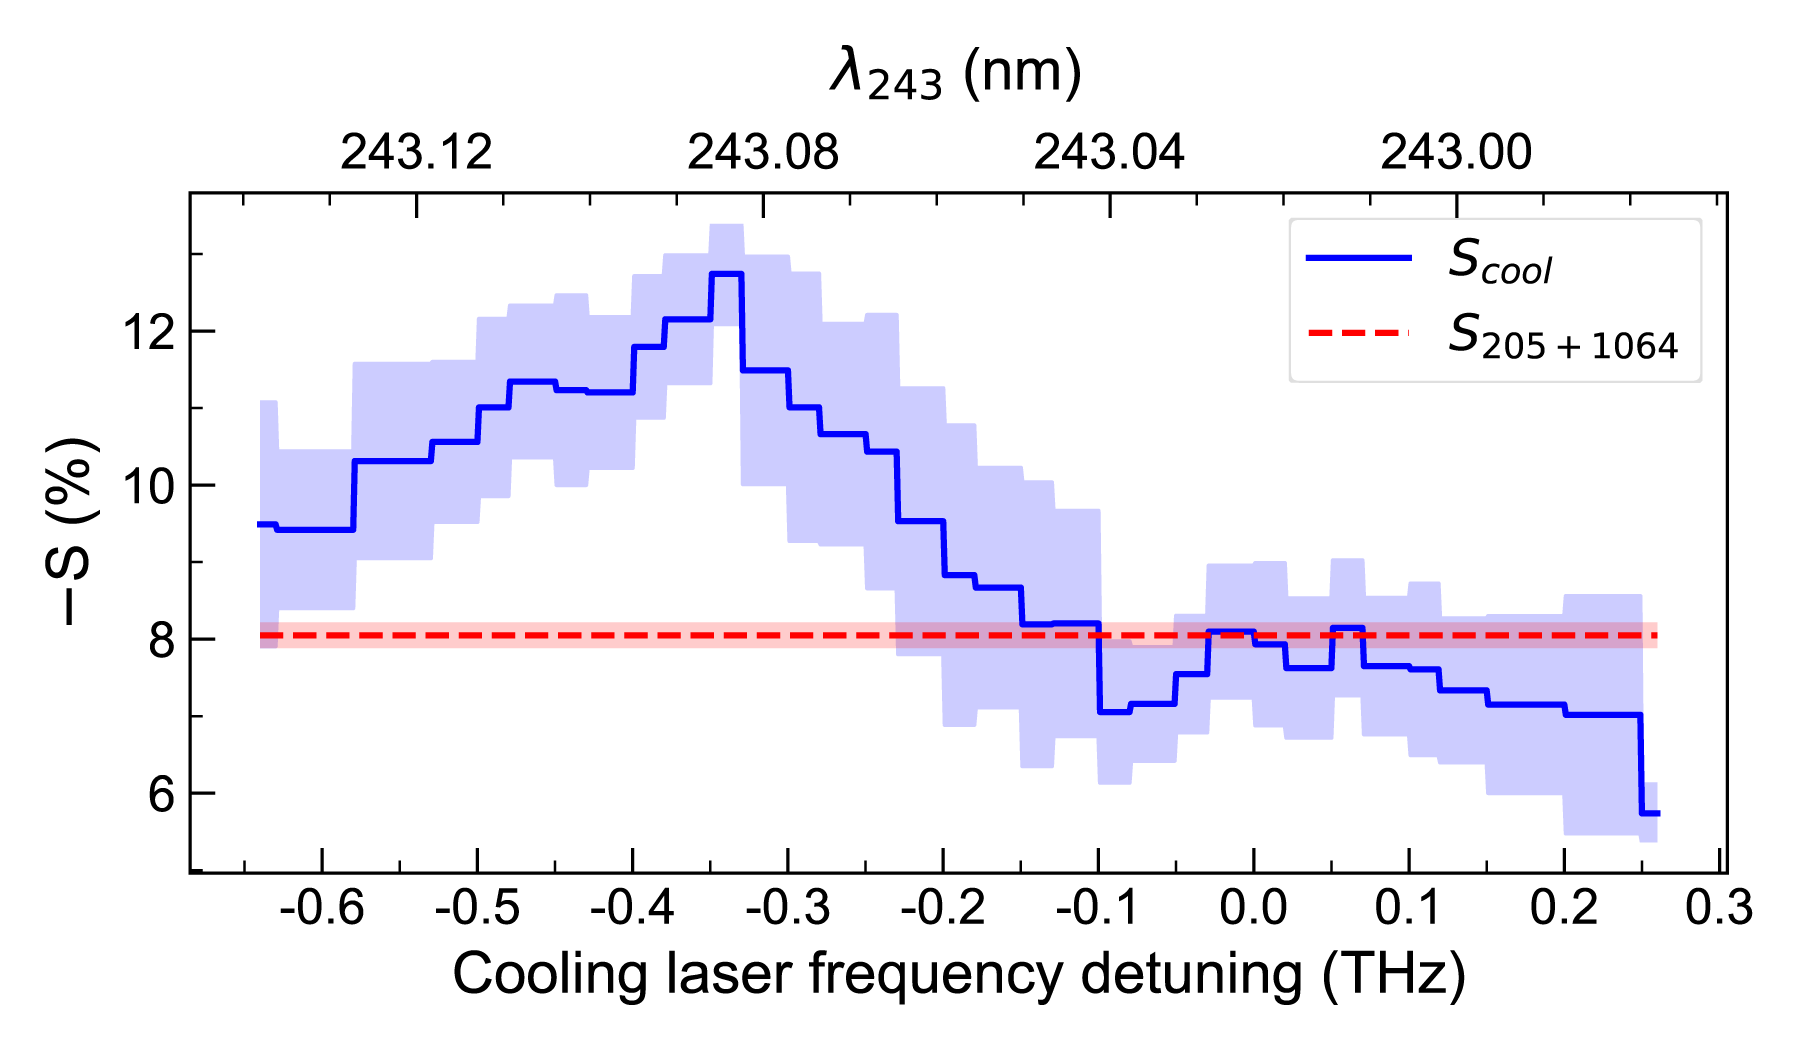 λ243 (nm)
243.12 243.08 243.04 243.00
Scool
S205 + 1064
−S (%)
12
10
8
6
-0.6 -0.5 -0.4 -0.3 -0.2 -0.1 0.0 0.1 0.2 0.3
Cooling laser frequency detuning (THz)